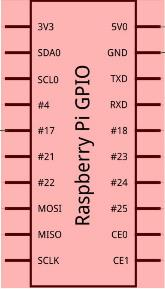 3V3 5V0
SDA0 GND
SCL0 TXD
#4 RXD
#17 #18
#21 #23
#22 #24
MOSI #25
MISO CE0
SCLK CE1
Raspberry Pi GPIO